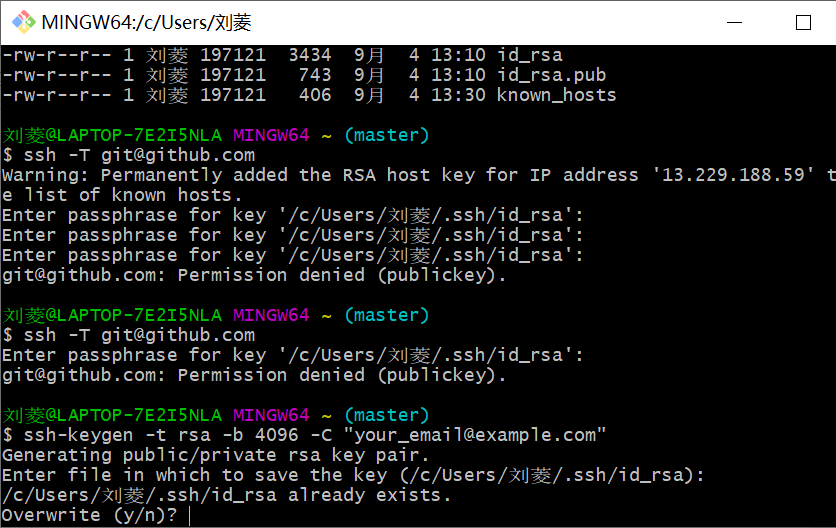 MINGW64:/c/Users/刘菱
-rw-r--r-- 1 刘菱 197121  3434  9月   4 13:10 id_rsa
-rw-r--r-- 1 刘菱 197121   743  9月   4 13:10 id_rsa.pub
-rw-r--r-- 1 刘菱 197121   406  9月   4 13:30 known_hosts
刘菱@LAPTOP-7E2I5NLA MINGW64 ~ (master)
$ ssh -T git@github.com
Warning: Permanently added the RSA host key for IP address '13.229.188.59' t
e list of known hosts.
Enter passphrase for key '/c/Users/刘菱/.ssh/id_rsa':
Enter passphrase for key '/c/Users/刘菱/.ssh/id_rsa':
Enter passphrase for key '/c/Users/刘菱/.ssh/id_rsa':
git@github.com: Permission denied (publickey).
刘菱@LAPTOP-7E2I5NLA MINGW64 ~ (master)
$ ssh -T git@github.com
Enter passphrase for key '/c/Users/刘菱/.ssh/id_rsa':
git@github.com: Permission denied (publickey).
刘菱@LAPTOP-7E2I5NLA MINGW64 ~ (master)
$ ssh-keygen -t rsa -b 4096 -C "your_email@example.com"
Generating public/private rsa key pair.
Enter file in which to save the key (/c/Users/刘菱/.ssh/id_rsa):
/c/Users/刘菱/.ssh/id_rsa already exists.
Overwrite (y/n)?